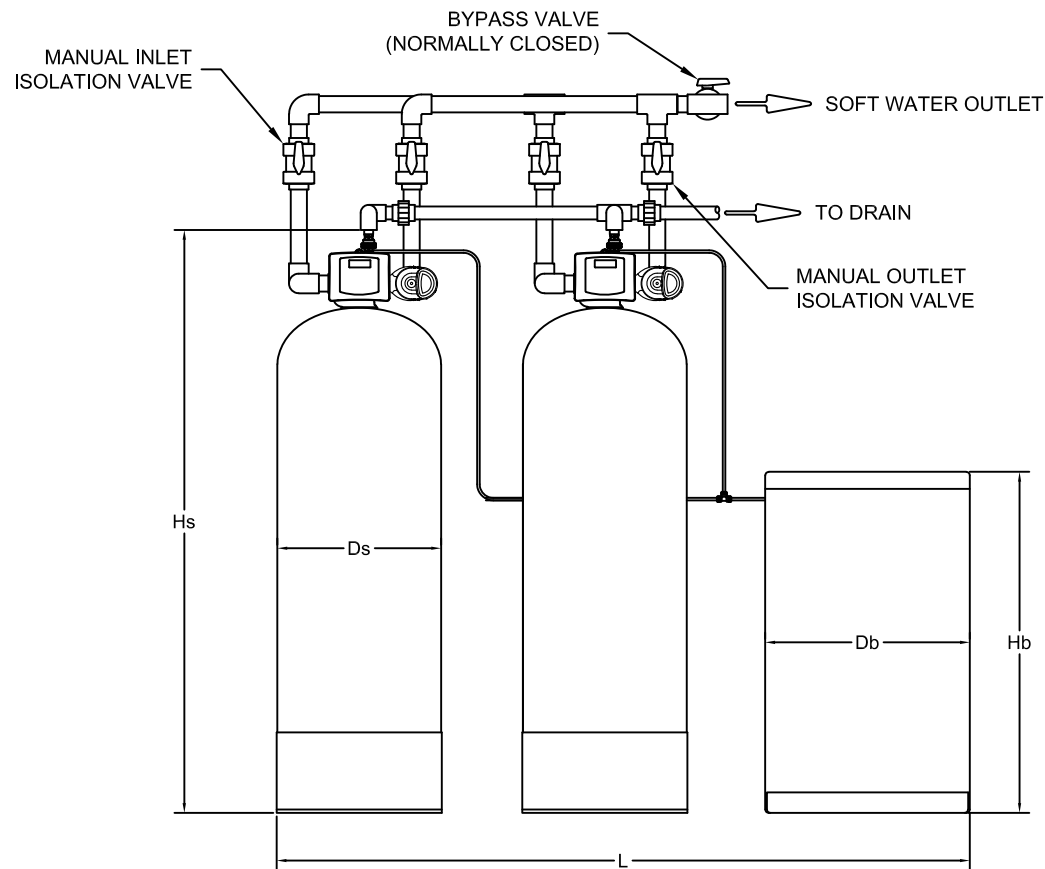 BYPASS VALVE
(NORMALLY CLOSED)
MANUAL INLET
ISOLATION VALVE
SOFT WATER OUTLET
TO DRAIN
MANUAL OUTLET
ISOLATION VALVE
Hs
Ds
Db
Hb
L